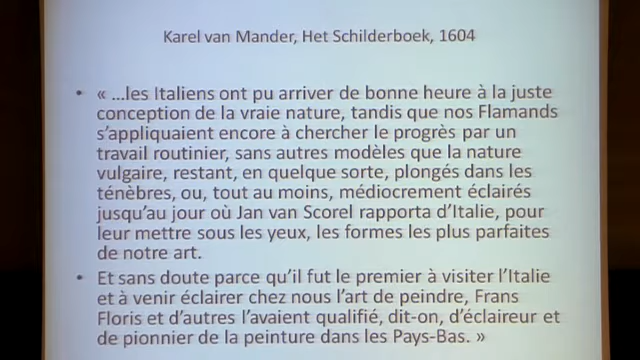 Karel van Mander, Het Schilderboek, 1604
• « …les Italiens ont pu arriver de bonne heure à la juste
conception de la vraie nature, tandis que nos Flamands
s’appliquaient encore à chercher le progrès par un
travail routinier, sans autres modèles que la nature
vulgaire, restant, en quelque sorte, plongés dans les
ténèbres, ou, tout au moins, médiocrement éclairés
jusqu’au jour où Jan van Scorel rapporta d’Italie, pour
leur mettre sous les yeux, les formes les plus parfaites
de notre art.
• Et sans doute parce qu’il fut le premier à visiter l’Italie
et à venir éclairer chez nous l’art de peindre, Frans
Floris et d’autres l’avaient qualifié, dit-on, d’éclaireur et
de pionnier de la peinture dans les Pays-Bas. »